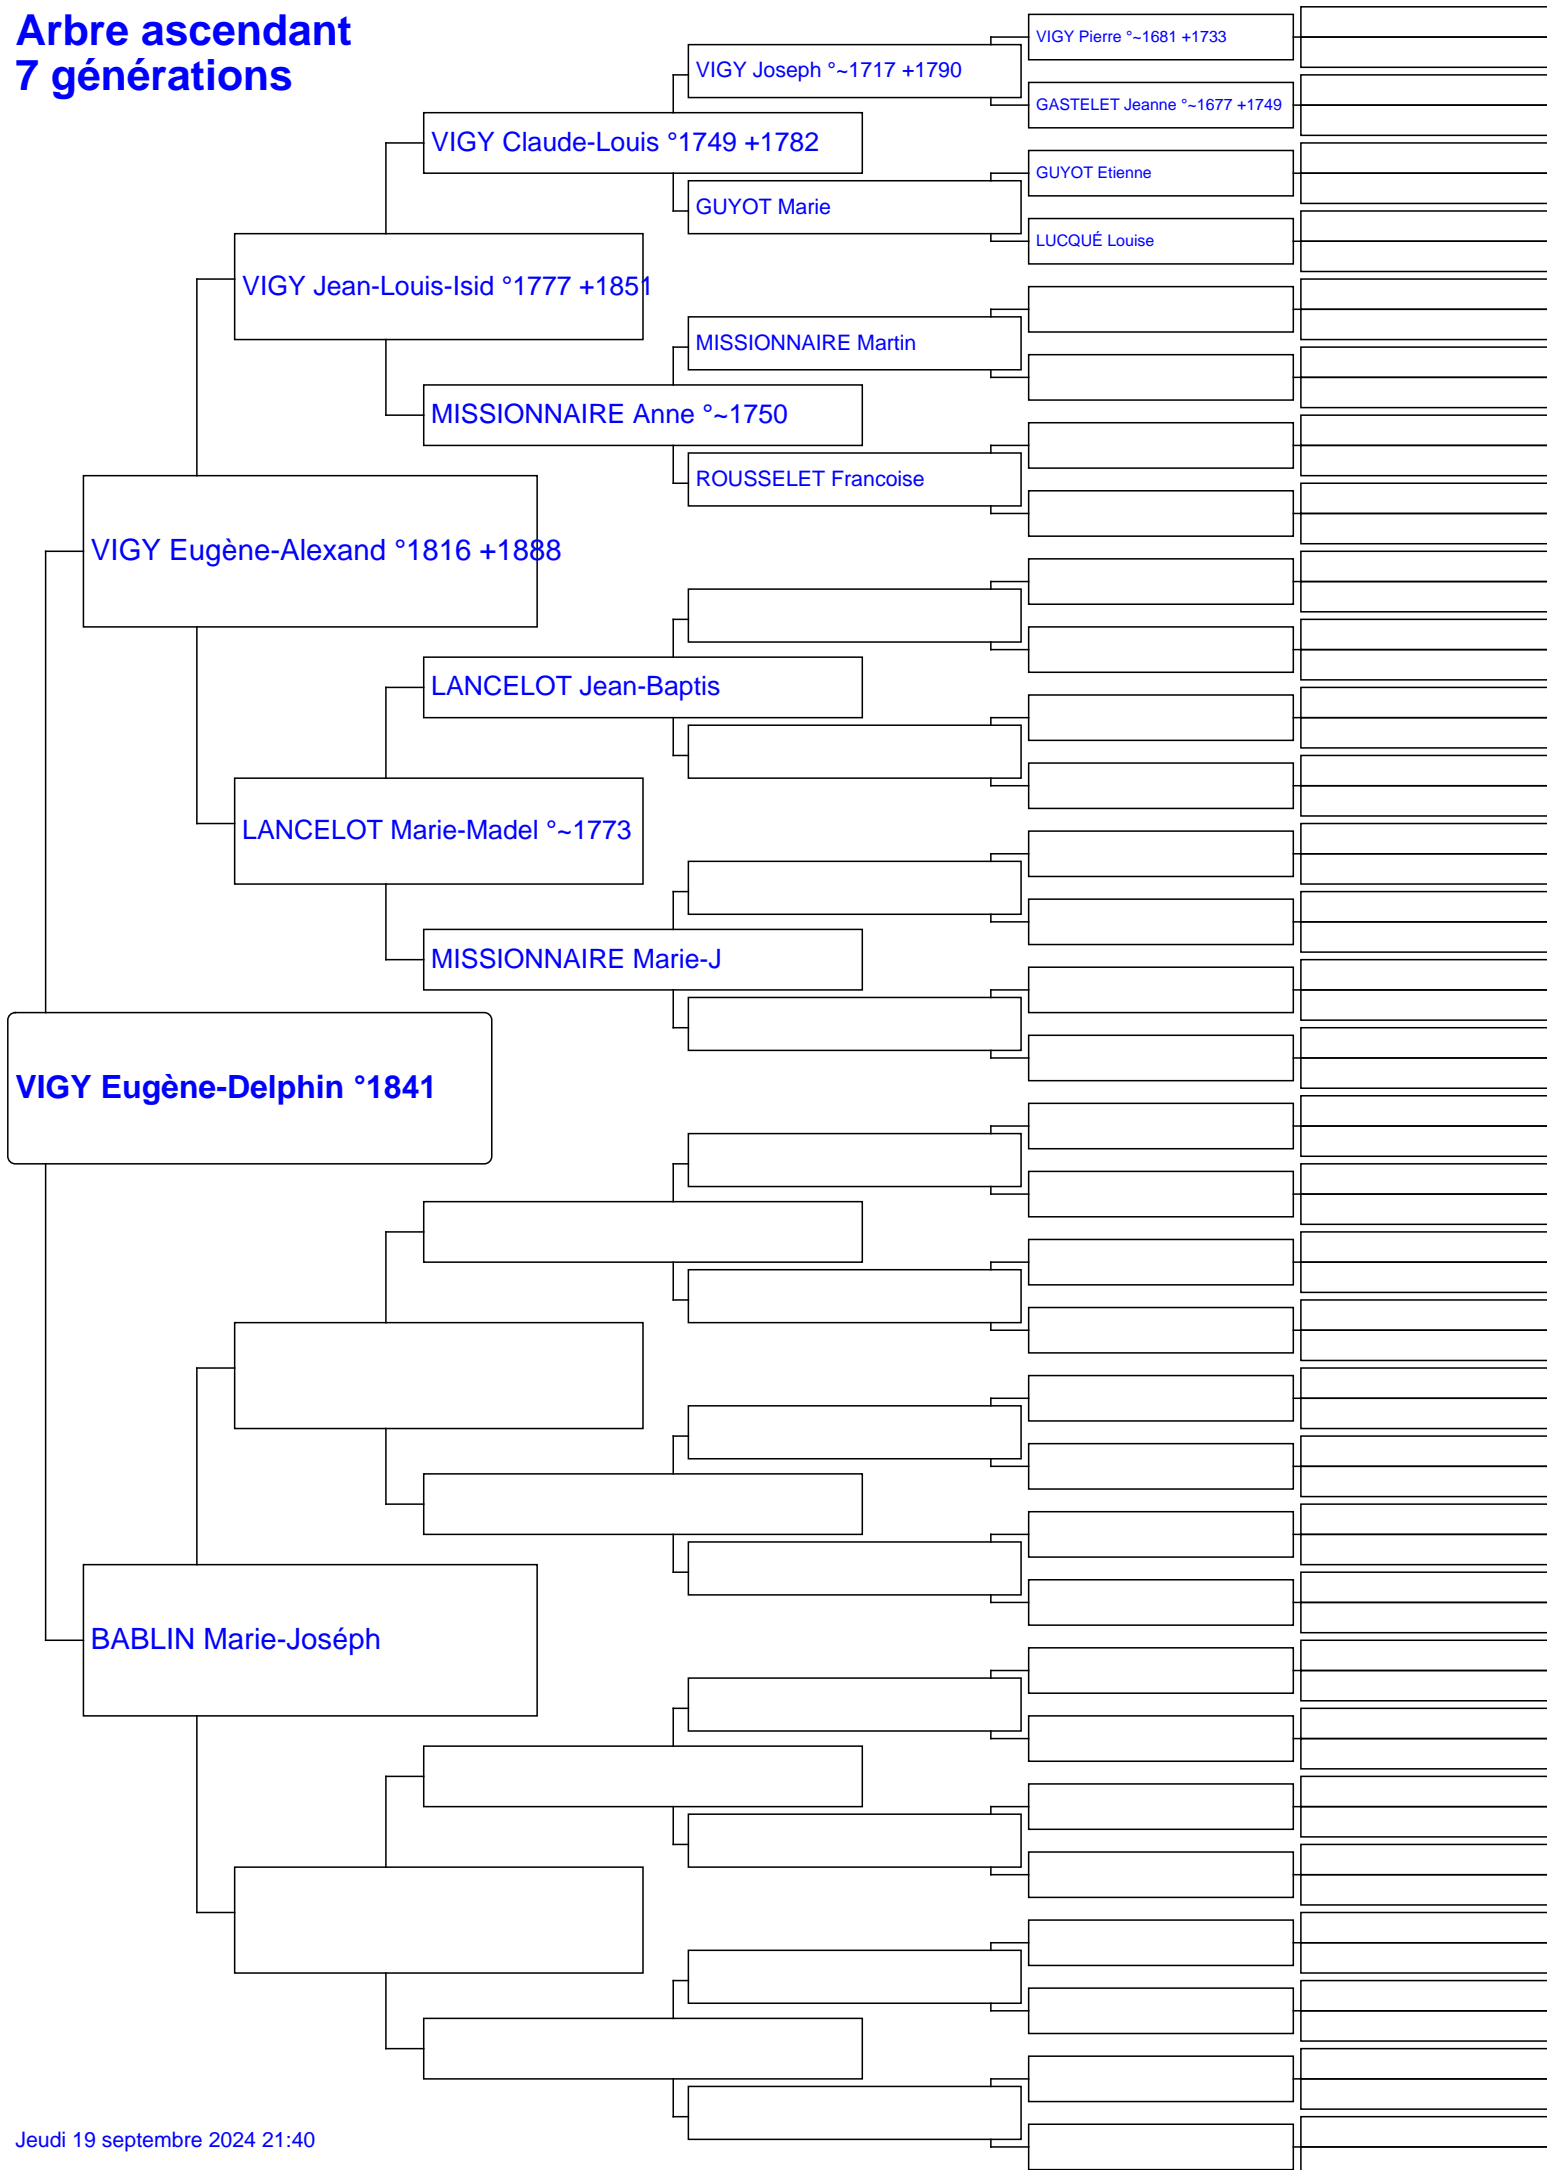 Arbre ascendant
7 générations
VIGY Pierre °~1681 +1733
VIGY Joseph °~1717 +1790
GASTELET Jeanne °~1677 +1749
VIGY Claude-Louis °1749 +1782
GUYOT Etienne
GUYOT Marie
LUCQUÉ Louise
VIGY Jean-Louis-Isid °1777 +1851
MISSIONNAIRE Martin
MISSIONNAIRE Anne °~1750
ROUSSELET Francoise
VIGY Eugène-Alexand °1816 +1888
LANCELOT Jean-Baptis
LANCELOT Marie-Madel °~1773
MISSIONNAIRE Marie-J
VIGY Eugène-Delphin °1841
BABLIN Marie-Joséph
Jeudi 19 septembre 2024 21:40